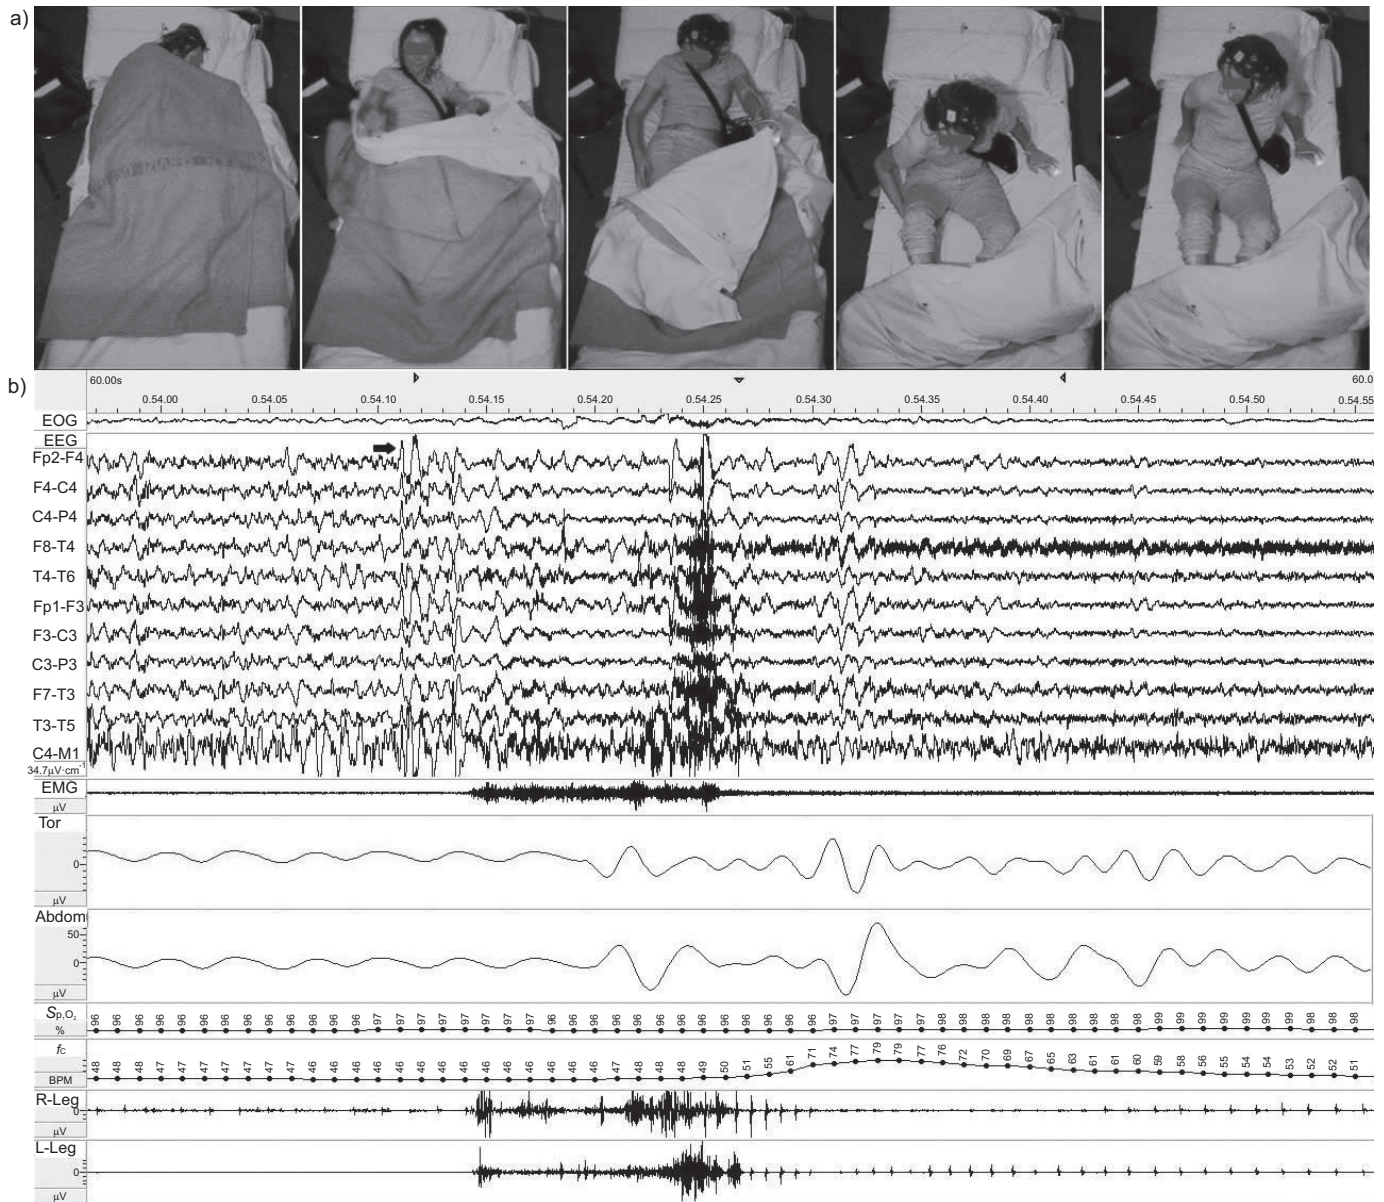 a)
CARE SERVIZI OSPI
b)
60.00s 60.0
0.54.00 0.54.05 0.54.10 0.54.15 0.54.20 0.54.25 0.54.30 0.54.35 0.54.40 0.54.45 0.54.50 0.54.55
EOG
EEG
Fp2-F4
F4-C4
C4-P4
F8-T4
T4-T6
Fp1-F3
F3-C3
C3-P3
F7-T3
T3-T5
C4-M1
34.7µV·cm⁻¹
EMG
µV
Tor
0
µV
Abdom
50
0
µV
Sp,O₂
% 96 96 96 96 96 96 96 96 96 96 96 96 96 97 97 97 97 97 97 97 97 96 96 96 96 96 96 96 96 96 96 96 96 96 97 97 97 97 97 98 98 98 98 98 98 98 98 98 98 99 99 99 99 99 99 99 98 98 98
fC
BPM 48 48 48 47 47 47 47 47 47 47 46 46 46 46 46 46 46 46 46 46 46 46 46 46 47 48 48 48 49 50 51 55 61 71 74 77 79 79 77 76 72 70 69 67 65 63 61 61 60 59 58 56 55 54 54 53 52 52 51
R-Leg
0
µV
L-Leg
0
µV